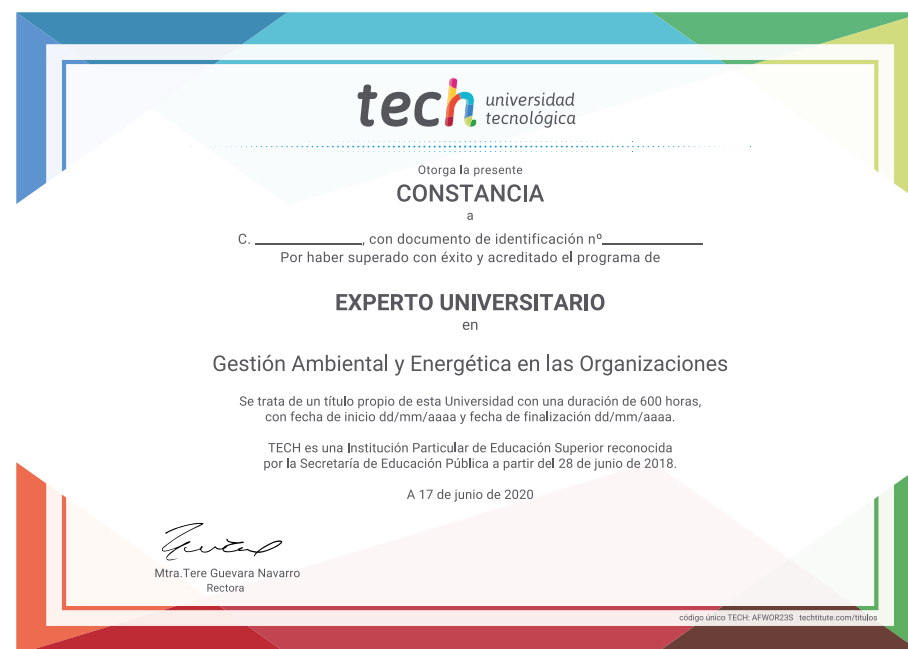 tech universidad
tecnológica
Otorga la presente
CONSTANCIA
a
C. ____________, con documento de identificación nº____________
Por haber superado con éxito y acreditado el programa de
EXPERTO UNIVERSITARIO
en
Gestión Ambiental y Energética en las Organizaciones
Se trata de un título propio de esta Universidad con una duración de 600 horas,
con fecha de inicio dd/mm/aaaa y fecha de finalización dd/mm/aaaa.
TECH es una Institución Particular de Educación Superior reconocida
por la Secretaría de Educación Pública a partir del 28 de junio de 2018.
A 17 de junio de 2020
Mtra.Tere Guevara Navarro
Rectora
código único TECH: AFWOR23S techtitute.com/titulos